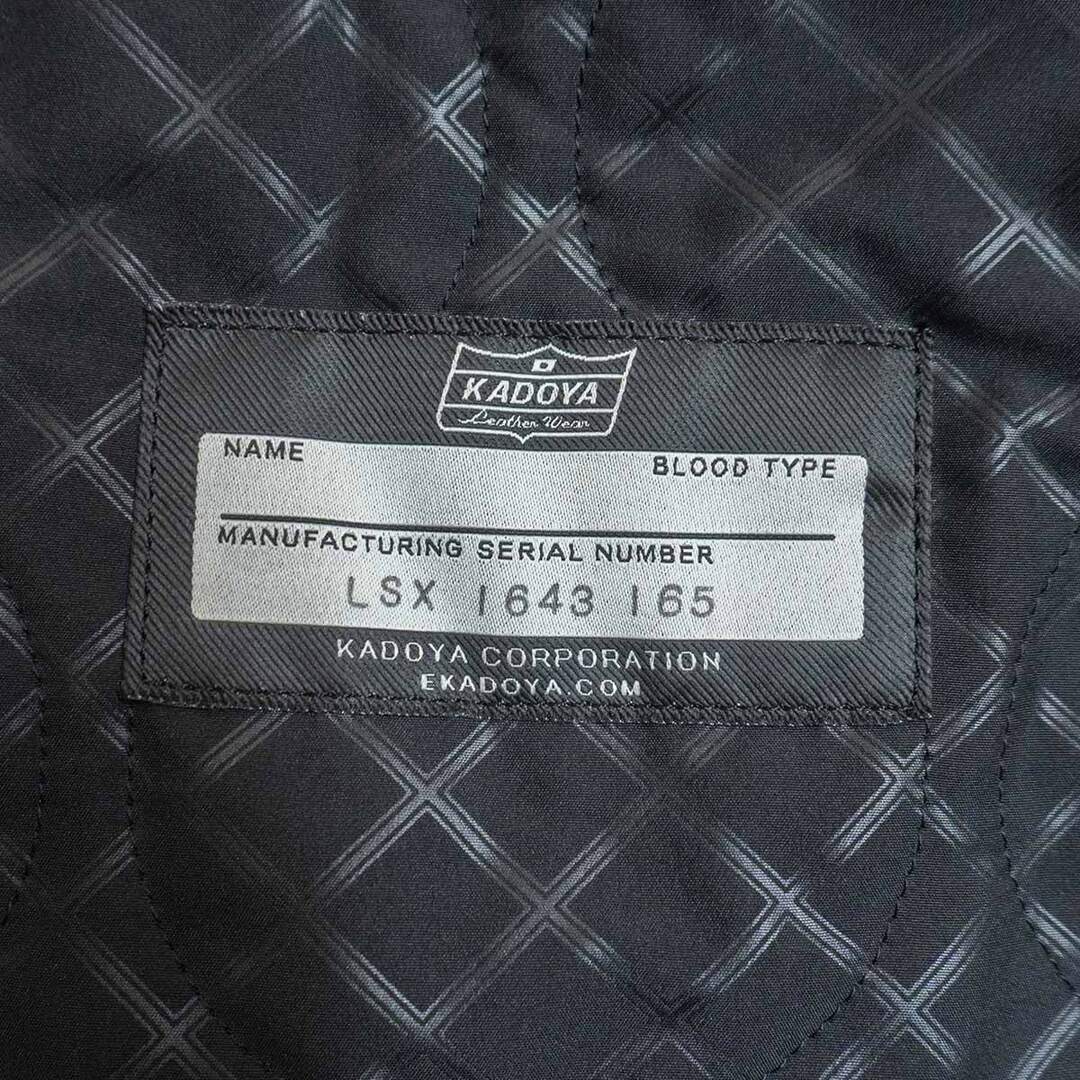 KADOYA
Leather Wear
NAME BLOOD TYPE
MANUFACTURING SERIAL NUMBER
LSX 1643 165
KADOYA CORPORATION
EKADOYA.COM